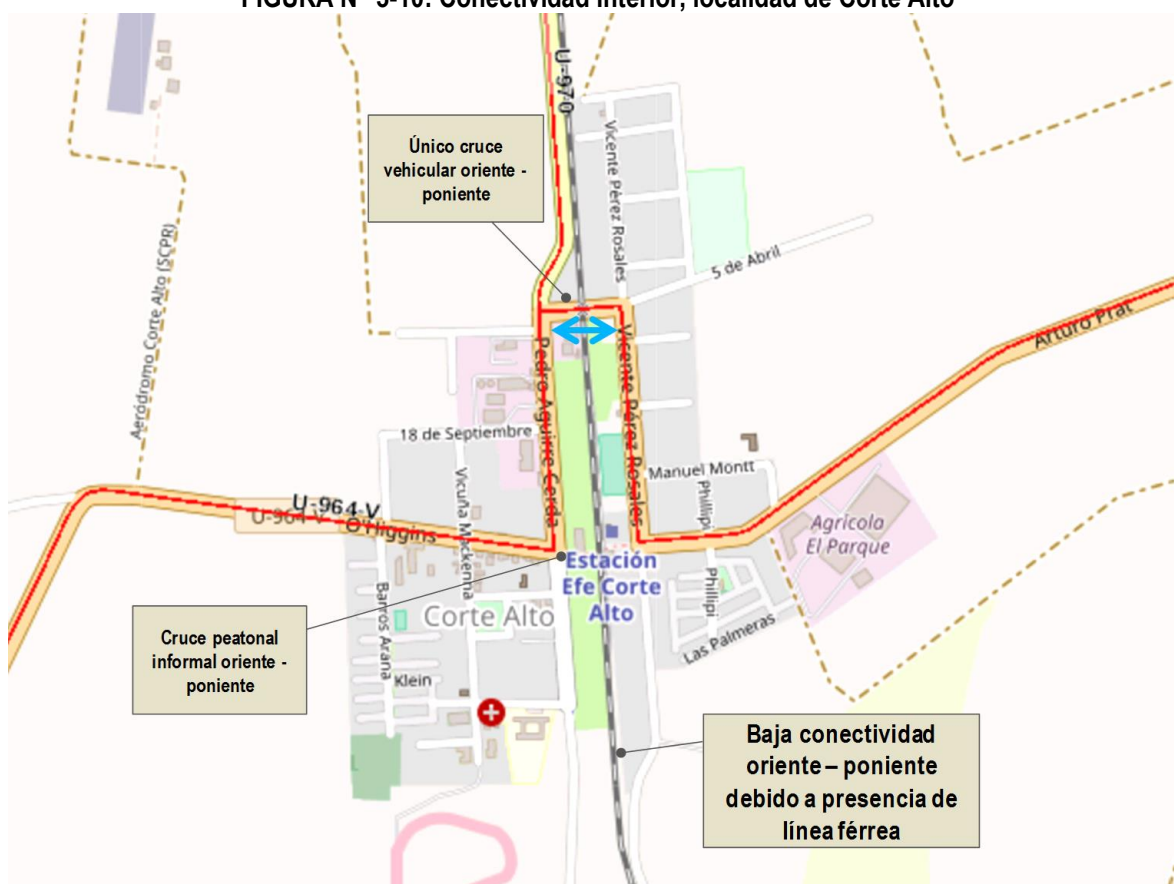 FIGURA N° 3-10: Conectividad interior, localidad de Corte Alto
U-970
Único cruce
vehicular oriente -
poniente
Vicente Pérez Rosales
5 de Abril
Aeródromo Corte Alto (SCPR)
Pedro Aguirre Cerda
Vicente Pérez Rosales
Arturo Prat
18 de Septiembre
Vicuña Mackenna
Manuel Montt
Phillipi
U-964-V
U-964-V
O'Higgins
Agrícola
El Parque
Estación
Efe Corte
Alto
Phillipi
Barros Arana
Corte Alto
Las Palmeras
Cruce peatonal
informal oriente -
poniente
Klein
Baja conectividad
oriente – poniente
debido a presencia de
línea férrea